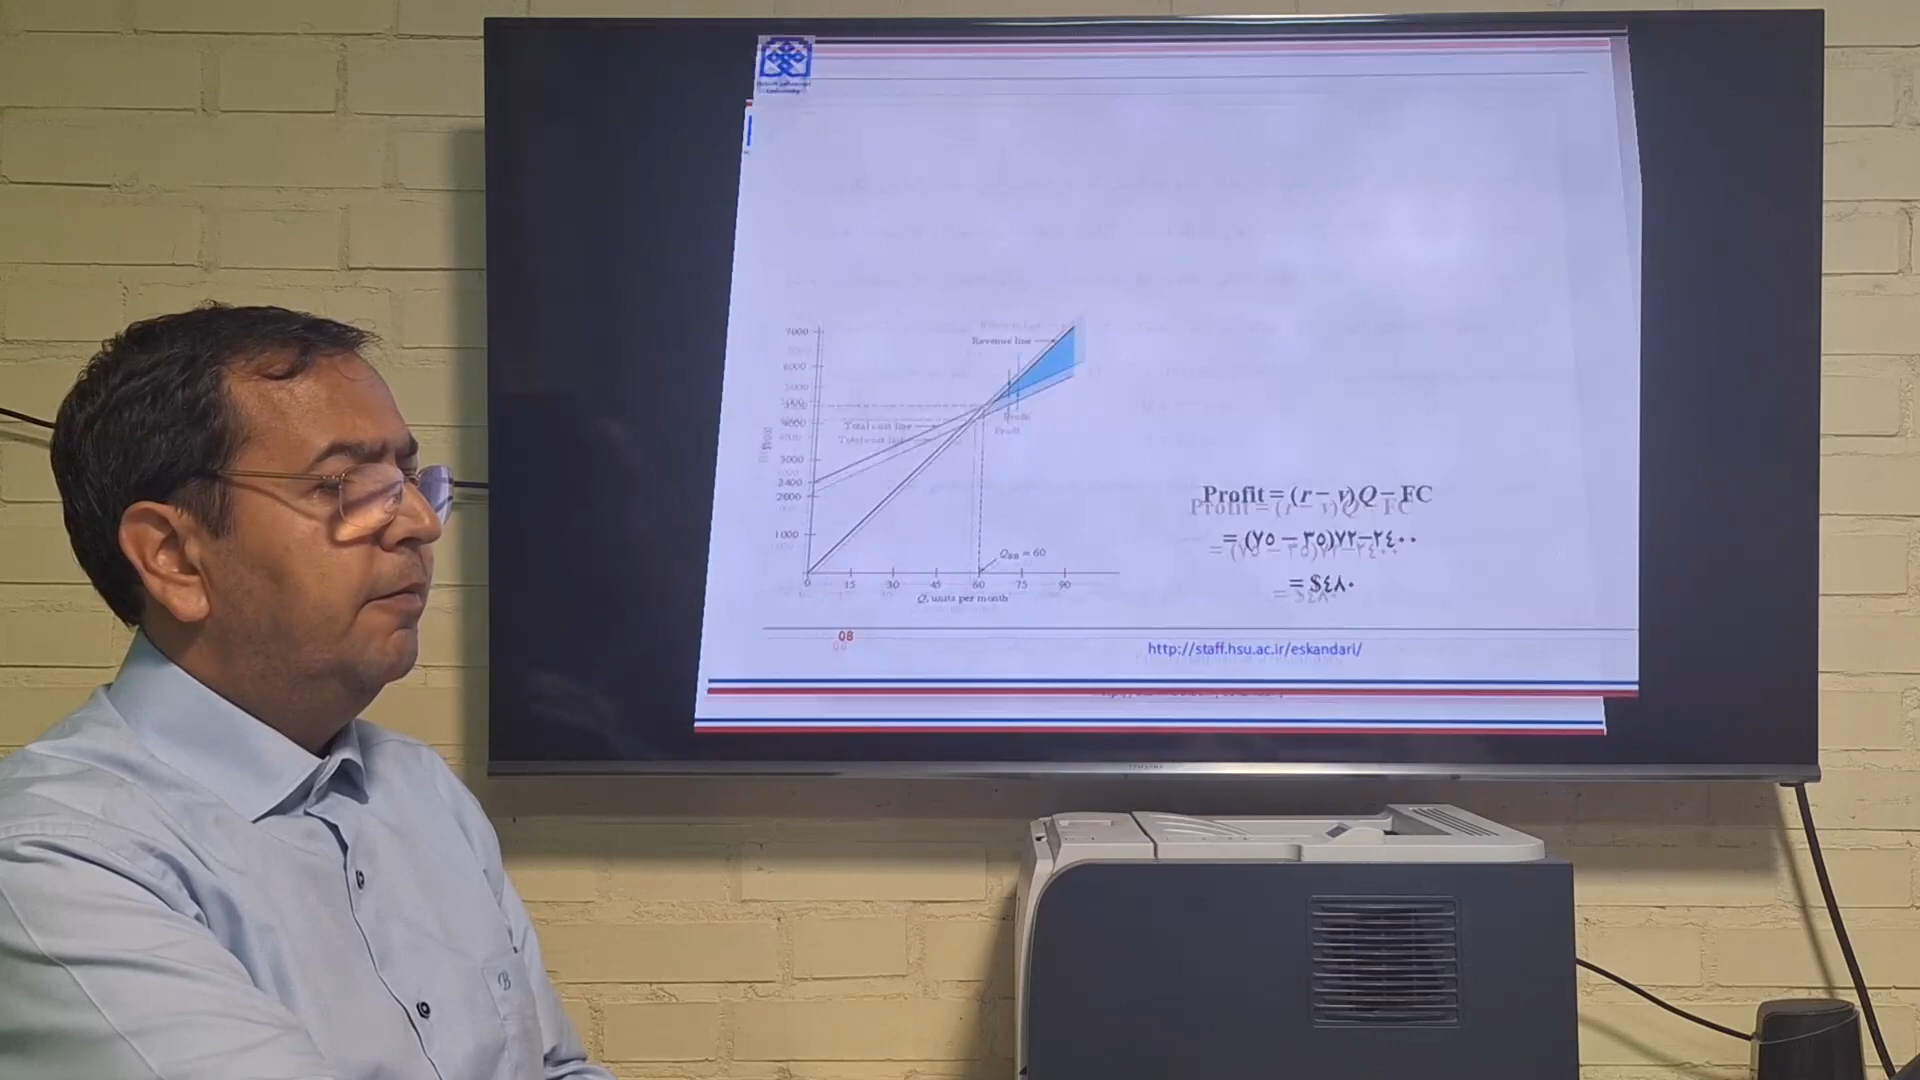 7000
Revenue line
6000
5000
4500
4000
Total cost line
Profit
3000
2400
2000
1000
Q_BB = 60
0 15 30 45 60 75 90
Q, units per month
Profit = (r − v)Q − FC
= (۷۵ − ۳۵)۷۲−۲٤۰۰
= $٤۸۰
08
http://staff.hsu.ac.ir/eskandari/
B